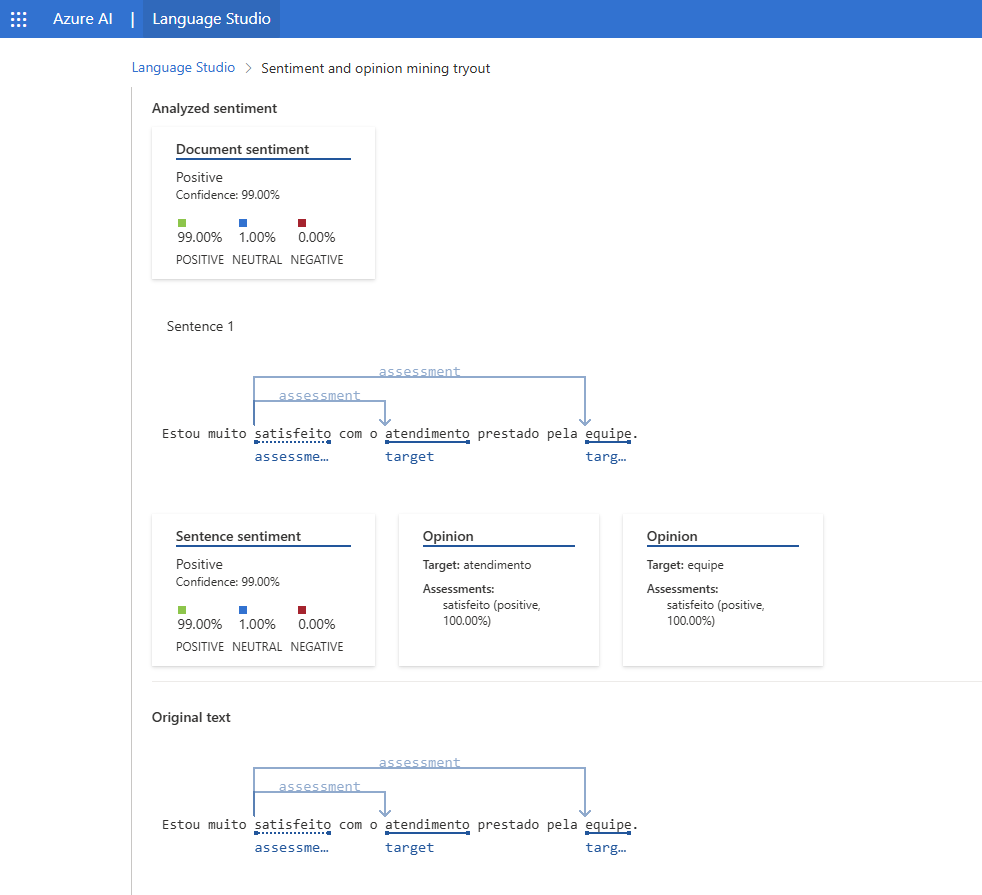 Azure AI | Language Studio
Language Studio > Sentiment and opinion mining tryout
Analyzed sentiment
Document sentiment
Positive
Confidence: 99.00%
99.00% 1.00% 0.00%
POSITIVE NEUTRAL NEGATIVE
Sentence 1
assessment
assessment
Estou muito satisfeito com o atendimento prestado pela equipe.
assessme... target targ...
Sentence sentiment
Positive
Confidence: 99.00%
99.00% 1.00% 0.00%
POSITIVE NEUTRAL NEGATIVE
Opinion
Target: atendimento
Assessments:
satisfeito (positive,
100.00%)
Opinion
Target: equipe
Assessments:
satisfeito (positive,
100.00%)
Original text
assessment
assessment
Estou muito satisfeito com o atendimento prestado pela equipe.
assessme... target targ...